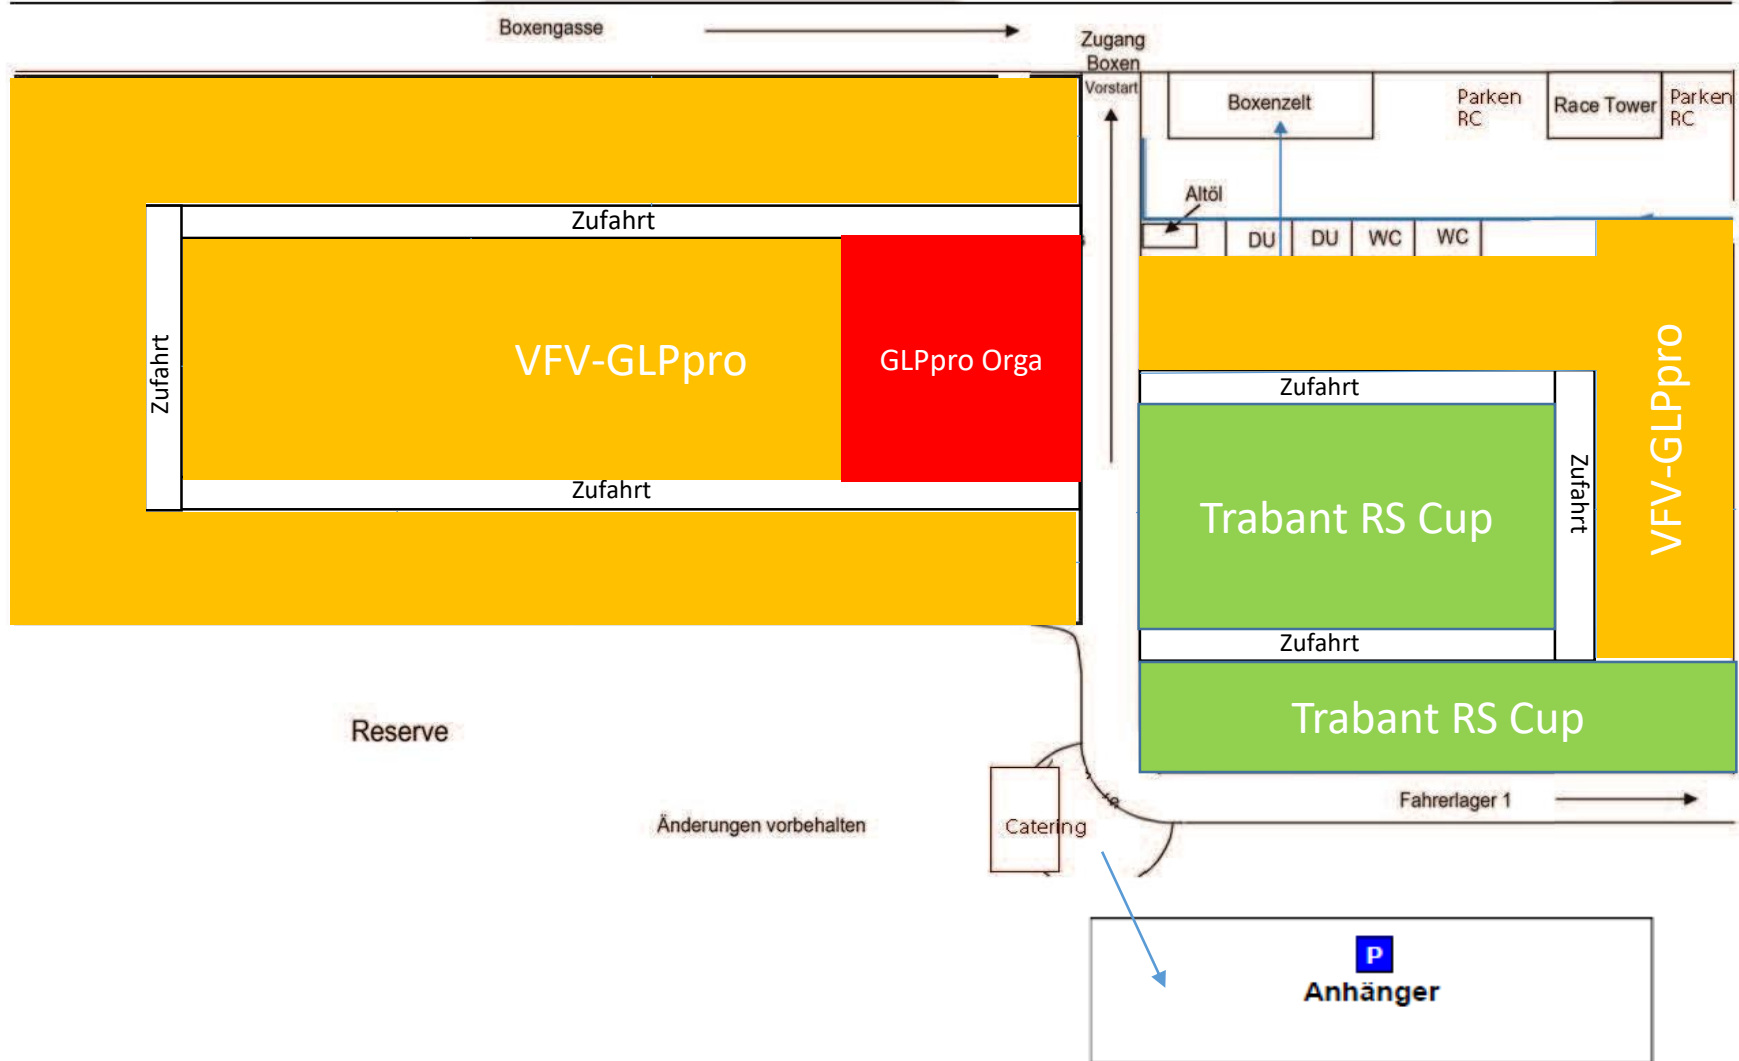 Boxengasse
Zugang
Boxen
Vorstart
Boxenzelt
Parken
RC
Race Tower
Parken
RC
Altöl
Zufahrt
DU
DU
WC
WC
Zufahrt
VFV-GLPpro
GLPpro Orga
Zufahrt
VFV-GLPpro
Zufahrt
Zufahrt
Trabant RS Cup
Zufahrt
Trabant RS Cup
Reserve
Fahrerlager 1
Änderungen vorbehalten
Catering
P
Anhänger